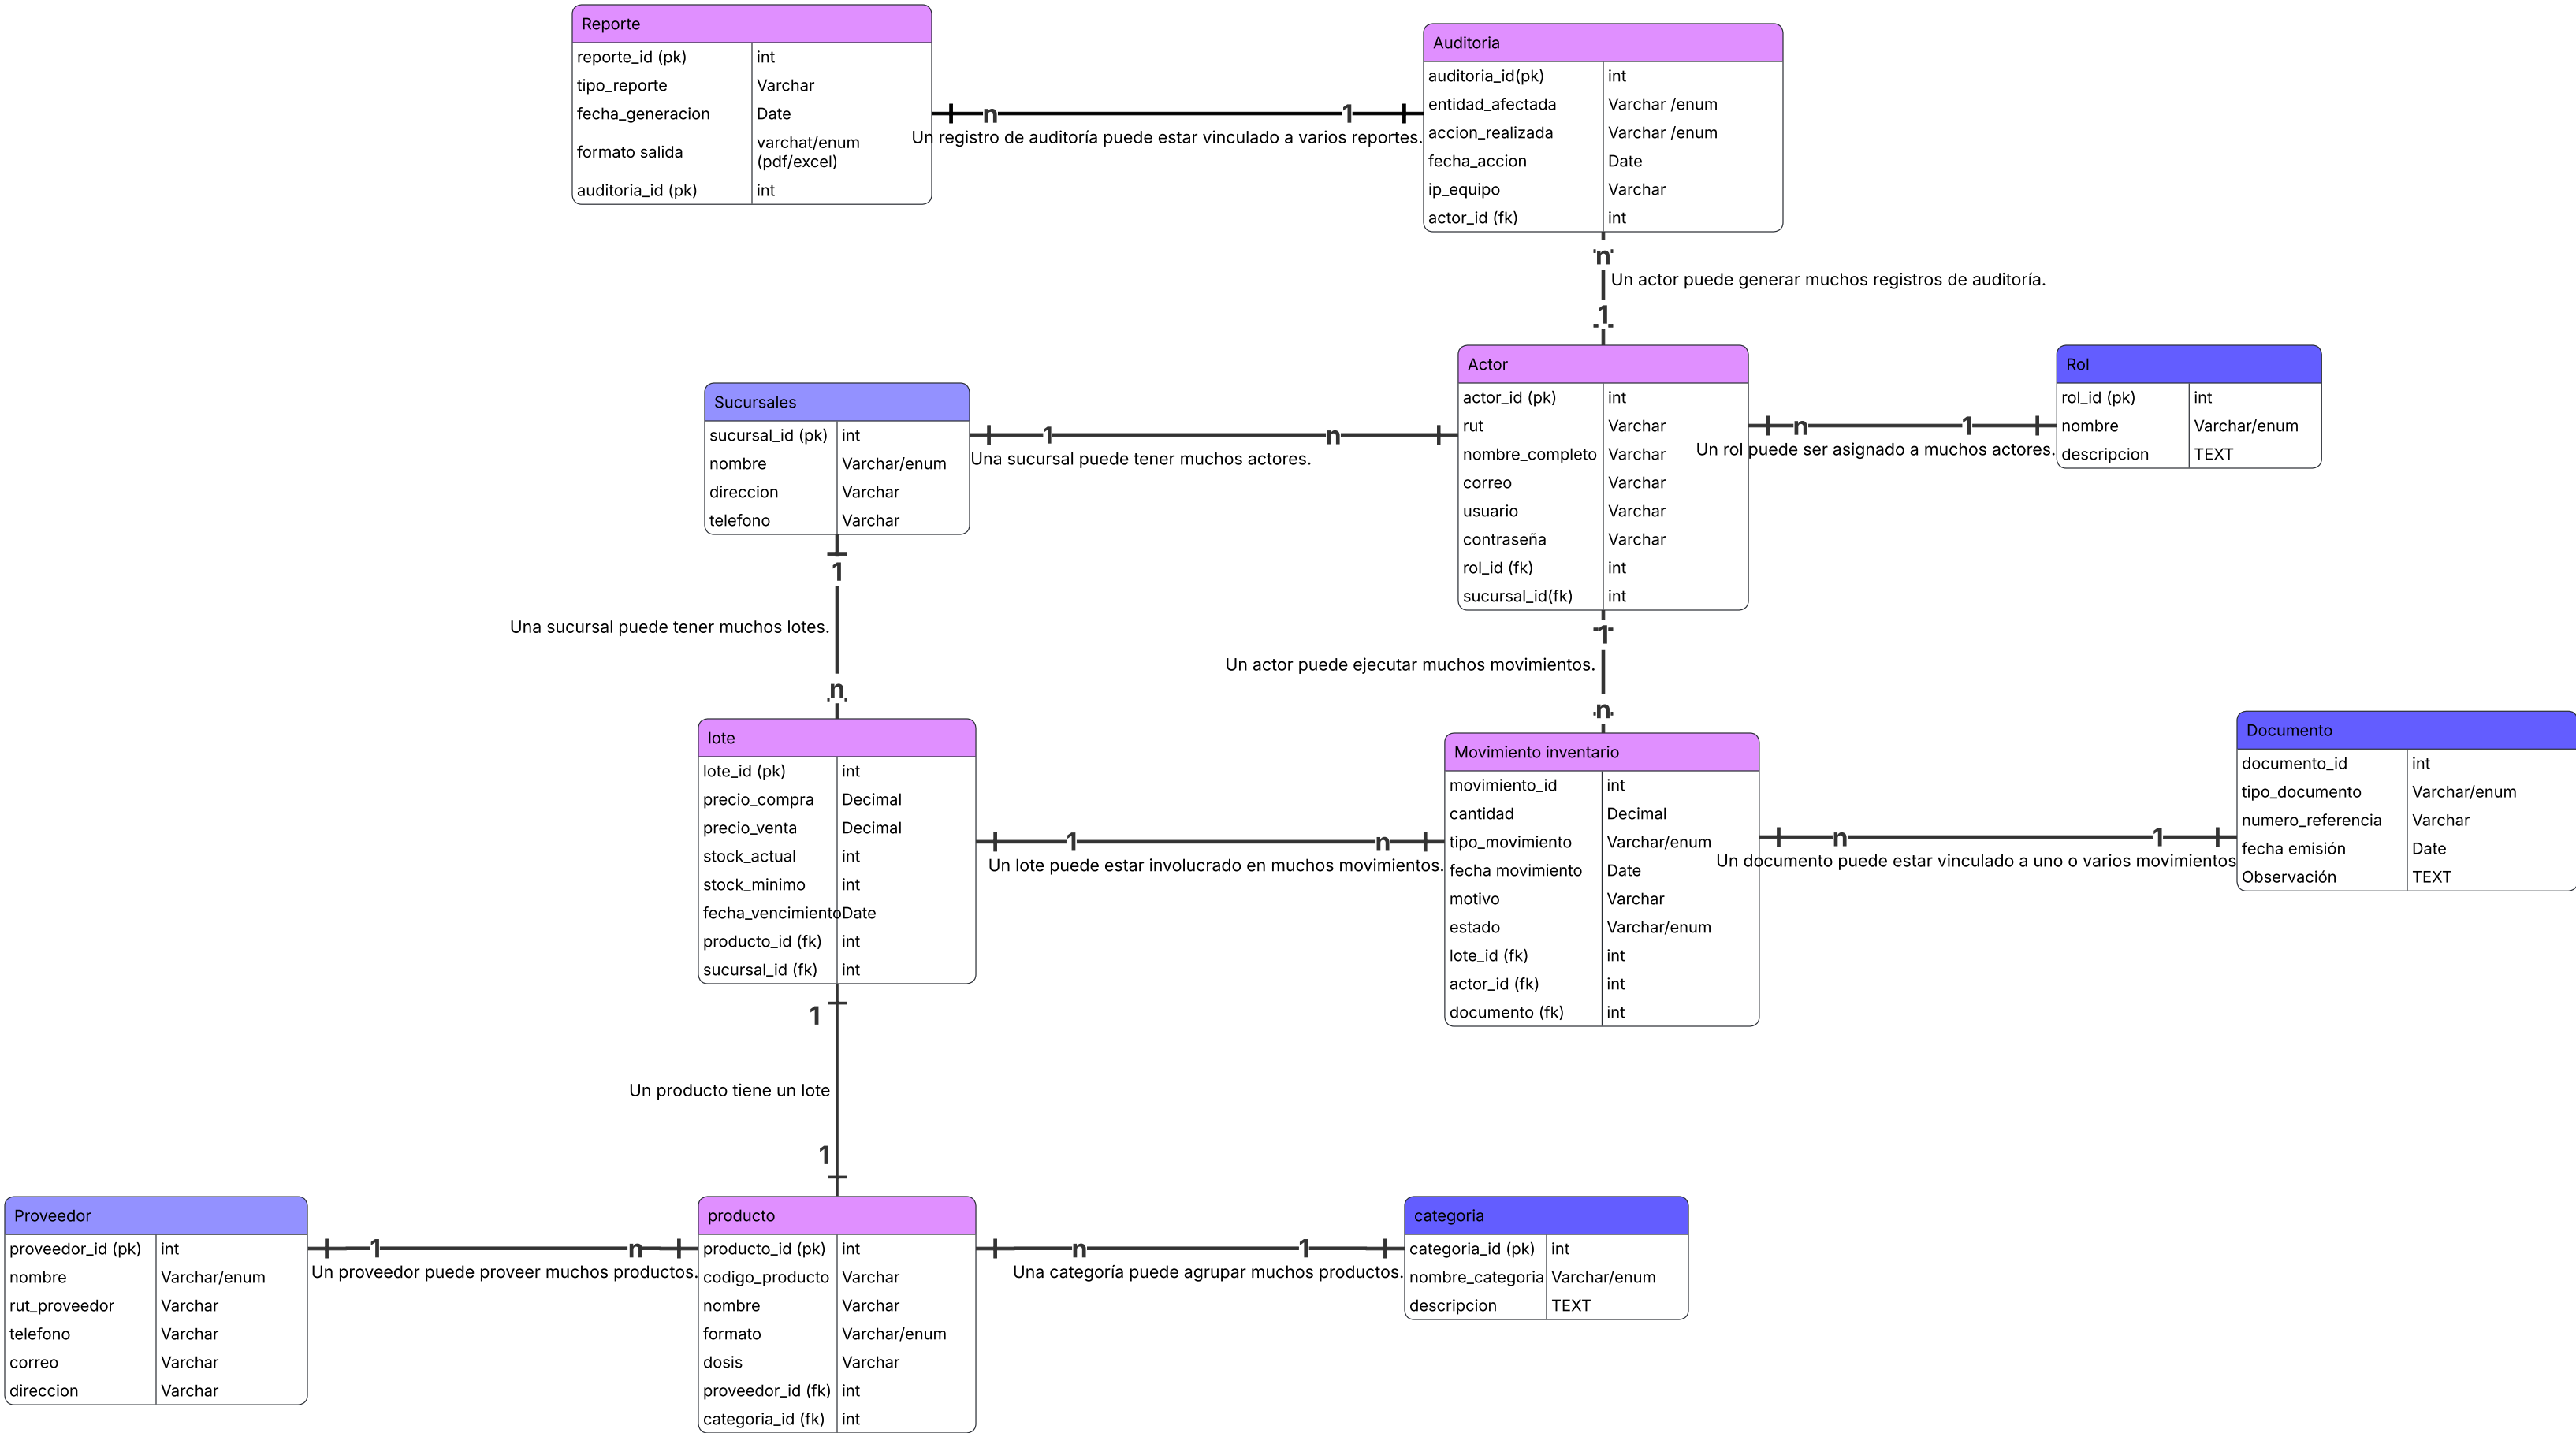 Reporte
reporte_id (pk) int
tipo_reporte Varchar
fecha_generacion Date
formato salida varchat/enum
(pdf/excel)
auditoria_id (pk) int
n 1
Un registro de auditoría puede estar vinculado a varios reportes.
Auditoria
auditoria_id(pk) int
entidad_afectada Varchar /enum
accion_realizada Varchar /enum
fecha_accion Date
ip_equipo Varchar
actor_id (fk) int
n
Un actor puede generar muchos registros de auditoría.
1
Sucursales
sucursal_id (pk) int
nombre Varchar/enum
direccion Varchar
telefono Varchar
1 n
Una sucursal puede tener muchos actores.
Actor
actor_id (pk) int
rut Varchar
nombre_completo Varchar
correo Varchar
usuario Varchar
contraseña Varchar
rol_id (fk) int
sucursal_id(fk) int
n 1
Un rol puede ser asignado a muchos actores.
Rol
rol_id (pk) int
nombre Varchar/enum
descripcion TEXT
1
Una sucursal puede tener muchos lotes.
n
1
Un actor puede ejecutar muchos movimientos.
n
lote
lote_id (pk) int
precio_compra Decimal
precio_venta Decimal
stock_actual int
stock_minimo int
fecha_vencimiento Date
producto_id (fk) int
sucursal_id (fk) int
1 n
Un lote puede estar involucrado en muchos movimientos.
Movimiento inventario
movimiento_id int
cantidad Decimal
tipo_movimiento Varchar/enum
fecha movimiento Date
motivo Varchar
estado Varchar/enum
lote_id (fk) int
actor_id (fk) int
documento (fk) int
n 1
Un documento puede estar vinculado a uno o varios movimientos
Documento
documento_id int
tipo_documento Varchar/enum
numero_referencia Varchar
fecha emisión Date
Observación TEXT
1
Un producto tiene un lote
1
Proveedor
proveedor_id (pk) int
nombre Varchar/enum
rut_proveedor Varchar
telefono Varchar
correo Varchar
direccion Varchar
1 n
Un proveedor puede proveer muchos productos.
producto
producto_id (pk) int
codigo_producto Varchar
nombre Varchar
formato Varchar/enum
dosis Varchar
proveedor_id (fk) int
categoria_id (fk) int
n 1
Una categoría puede agrupar muchos productos.
categoria
categoria_id (pk) int
nombre_categoria Varchar/enum
descripcion TEXT